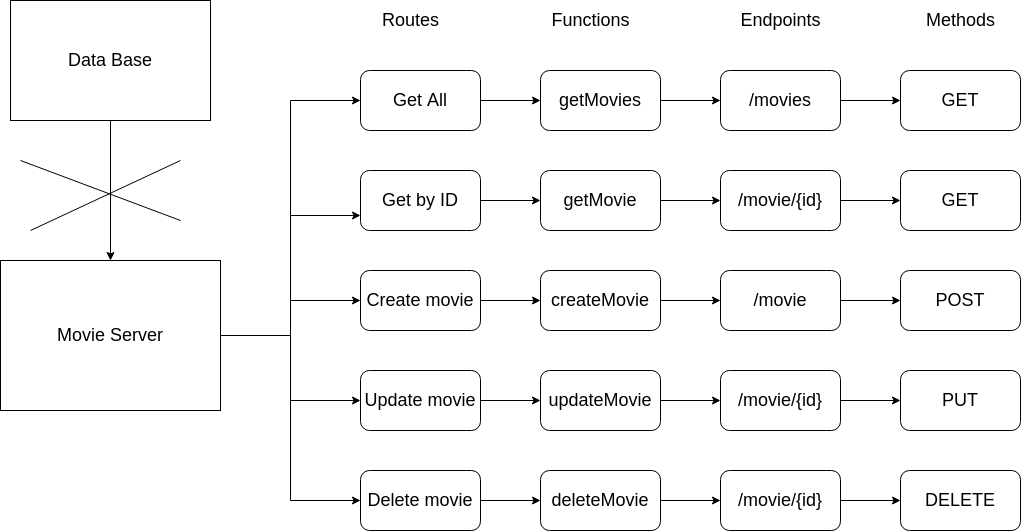 Routes
Functions
Endpoints
Methods
Data Base
Movie Server
Get All
getMovies
/movies
GET
Get by ID
getMovie
/movie/{id}
GET
Create movie
createMovie
/movie
POST
Update movie
updateMovie
/movie/{id}
PUT
Delete movie
deleteMovie
/movie/{id}
DELETE